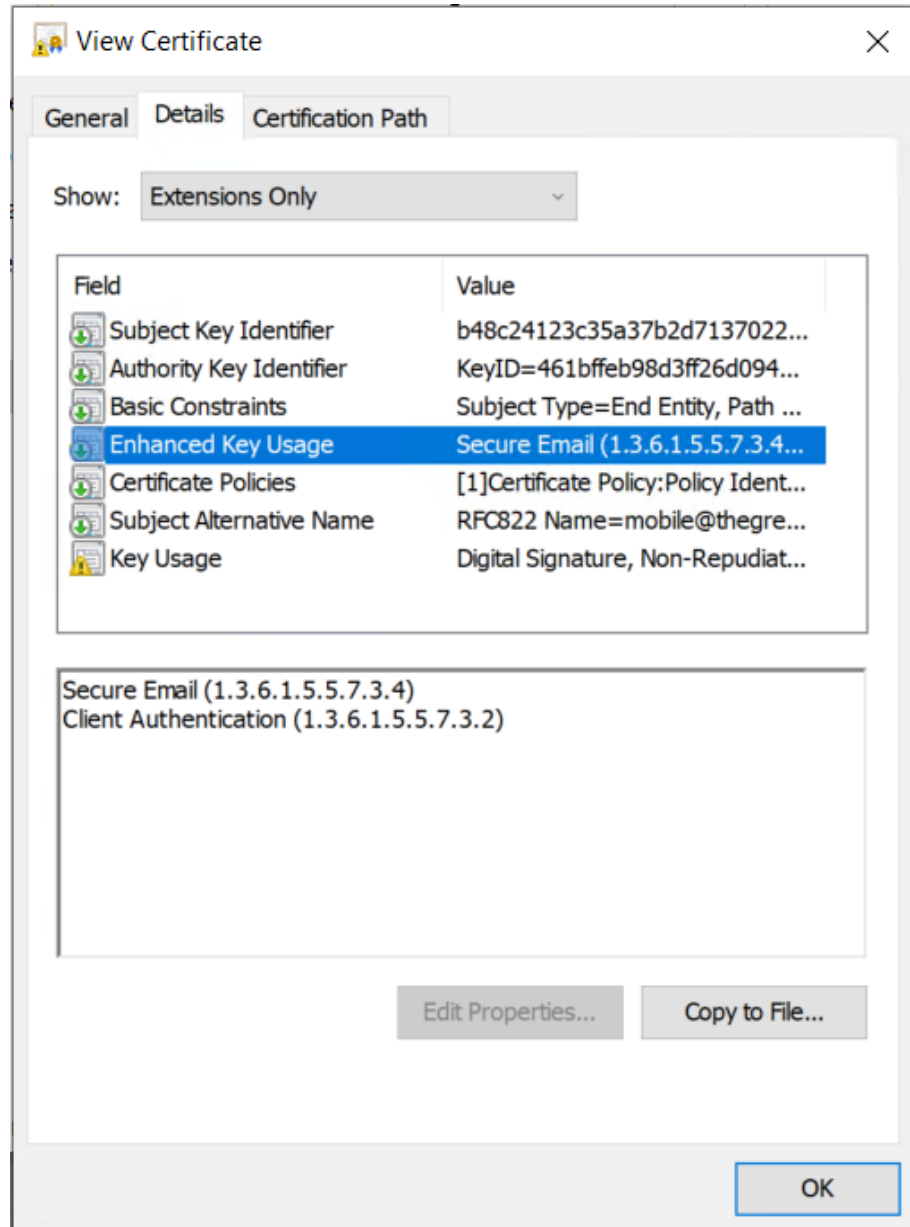 View Certificate
General Details Certification Path
Show: Extensions Only
Field Value
Subject Key Identifier b48c24123c35a37b2d7137022...
Authority Key Identifier KeyID=461bffeb98d3ff26d094...
Basic Constraints Subject Type=End Entity, Path ...
Enhanced Key Usage Secure Email (1.3.6.1.5.5.7.3.4...
Certificate Policies [1]Certificate Policy:Policy Ident...
Subject Alternative Name RFC822 Name=mobile@thegre...
Key Usage Digital Signature, Non-Repudiat...
Secure Email (1.3.6.1.5.5.7.3.4)
Client Authentication (1.3.6.1.5.5.7.3.2)
Edit Properties... Copy to File...
OK